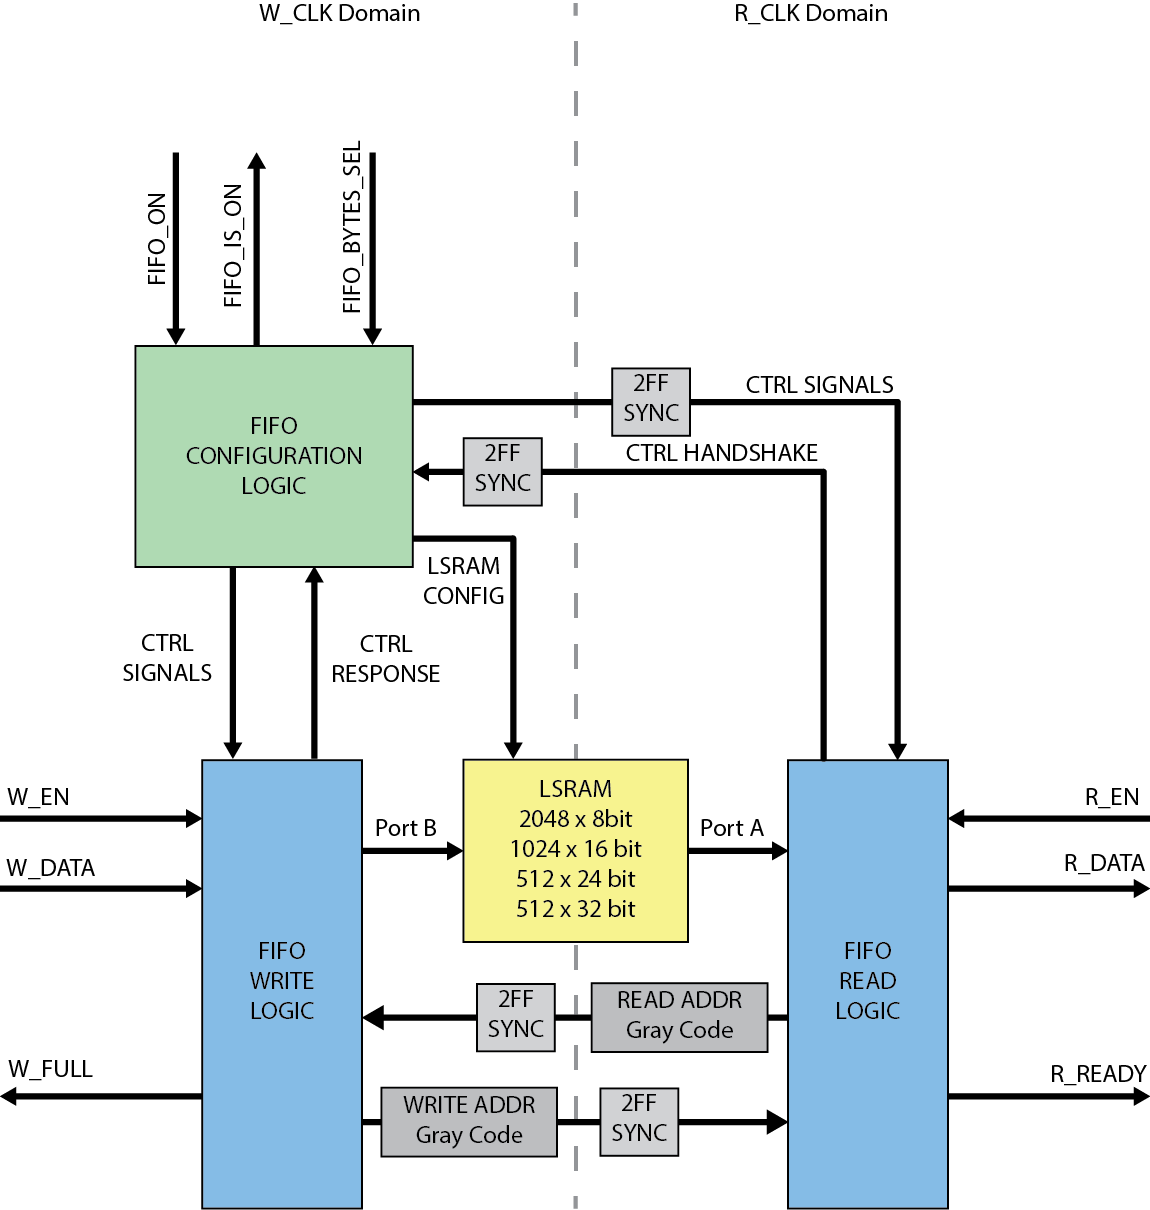 W_CLK Domain
R_CLK Domain
FIFO_ON
FIFO_IS_ON
FIFO_BYTES_SEL
FIFO
CONFIGURATION
LOGIC
2FF
SYNC
CTRL SIGNALS
2FF
SYNC
CTRL HANDSHAKE
LSRAM
CONFIG
CTRL
SIGNALS
CTRL
RESPONSE
W_EN
W_DATA
W_FULL
FIFO
WRITE
LOGIC
Port B
LSRAM
2048 x 8bit
1024 x 16 bit
512 x 24 bit
512 x 32 bit
Port A
FIFO
READ
LOGIC
R_EN
R_DATA
R_READY
2FF
SYNC
READ ADDR
Gray Code
WRITE ADDR
Gray Code
2FF
SYNC